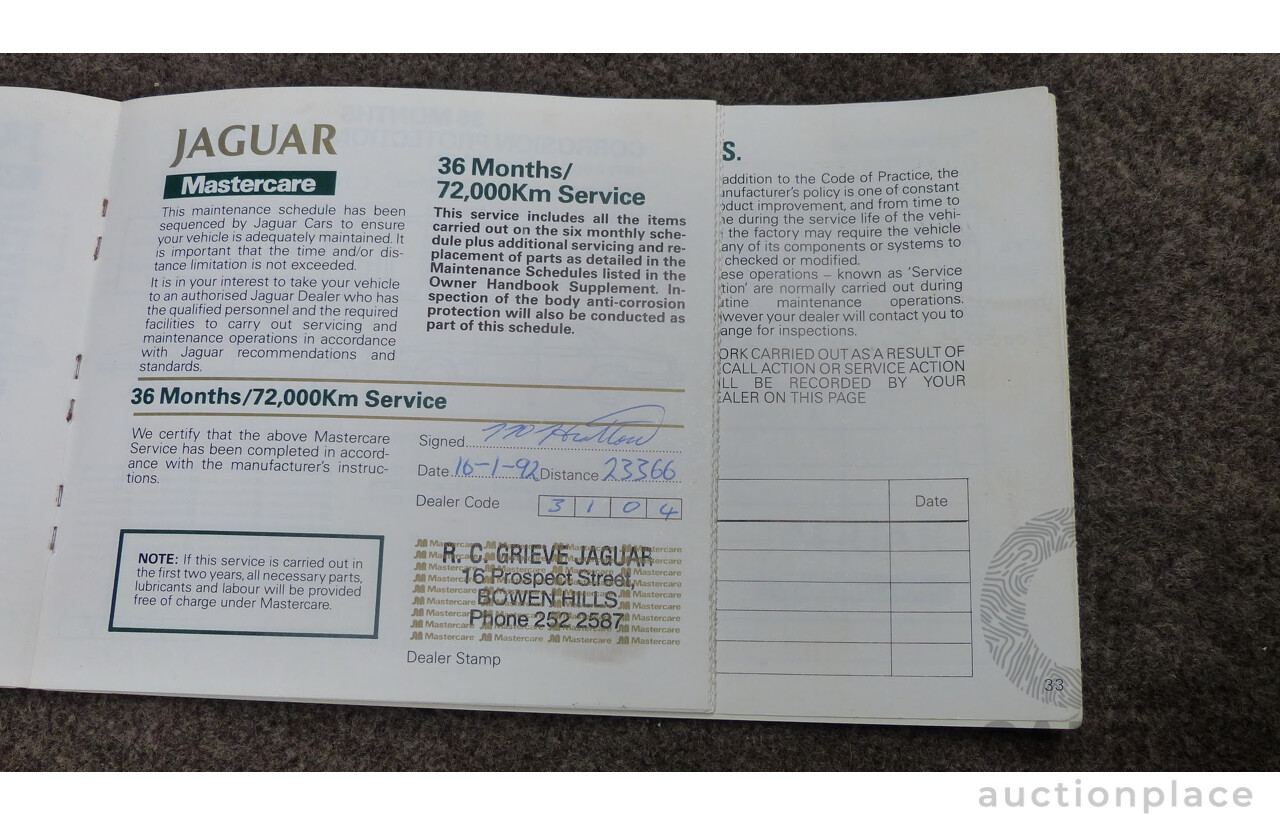 JAGUAR
Mastercare
This maintenance schedule has been
sequenced by Jaguar Cars to ensure
your vehicle is adequately maintained. It
is important that the time and/or dis-
tance limitation is not exceeded.
It is in your interest to take your vehicle
to an authorised Jaguar Dealer who has
the qualified personnel and the required
facilities to carry out servicing and
maintenance operations in accordance
with Jaguar recommendations and
standards.
36 Months/
72,000Km Service
This service includes all the items
carried out on the six monthly sche-
dule plus additional servicing and re-
placement of parts as detailed in the
Maintenance Schedules listed in the
Owner Handbook Supplement. In-
spection of the body anti-corrosion
protection will also be conducted as
part of this schedule.
36 Months/72,000Km Service
We certify that the above Mastercare
Service has been completed in accord-
ance with the manufacturer's instruc-
tions.
Signed
Date 16-1-92 Distance 23366
Dealer Code 3 1 0 4
NOTE: If this service is carried out in
the first two years, all necessary parts,
lubricants and labour will be provided
free of charge under Mastercare.
R. C. GRIEVE JAGUAR
16 Prospect Street,
BOWEN HILLS
Phone 252 2587
Dealer Stamp
S.
addition to the Code of Practice, the
nufacturer's policy is one of constant
duct improvement, and from time to
e during the service life of the vehi-
the factory may require the vehicle
any of its components or systems to
checked or modified.
ese operations – known as 'Service
tion' are normally carried out during
tine maintenance operations.
wever your dealer will contact you to
ange for inspections.
ORK CARRIED OUT AS A RESULT OF
CALL ACTION OR SERVICE ACTION
LL BE RECORDED BY YOUR
ALER ON THIS PAGE
Date
33
auctionplace